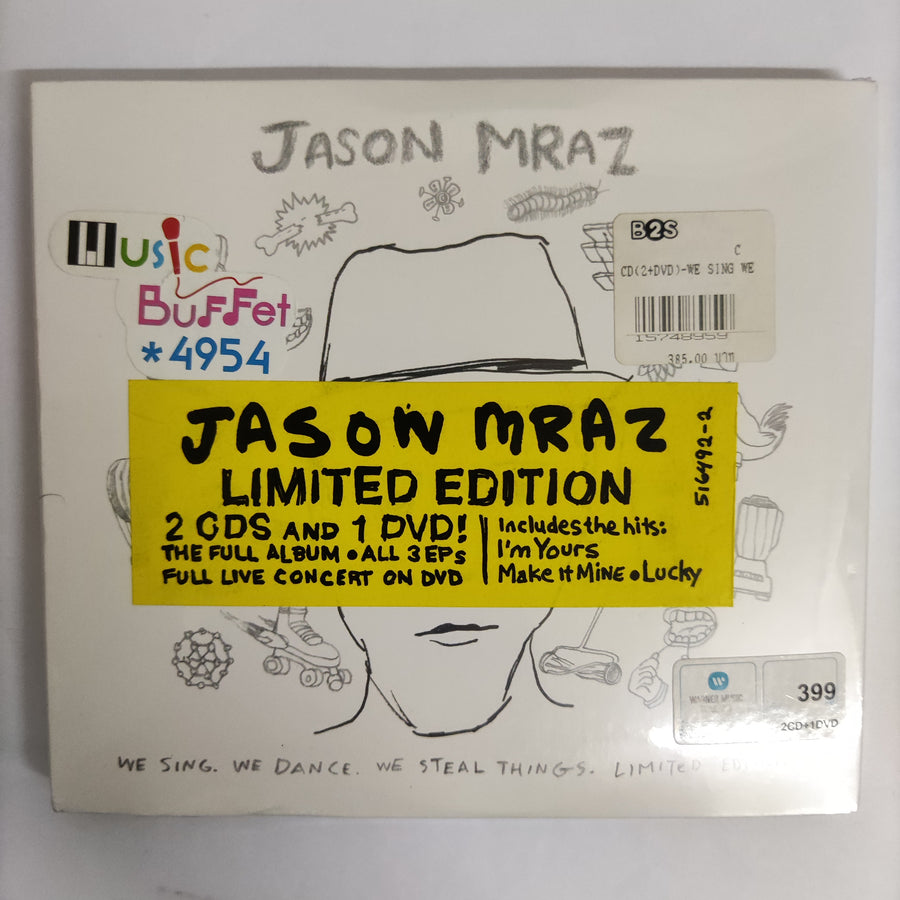 JASON MRAZ
Music
Buffet
*4954
B2S
C
CD(2+DVD)-WE SING WE
15748959
385.00 บาท
JASON MRAZ
LIMITED EDITION
2 CDS AND 1 DVD!
THE FULL ALBUM • ALL 3 EPs
FULL LIVE CONCERT ON DVD
Includes the hits:
I'm Yours
Make It MiNE • Lucky
516492-2
WARNER MUSIC
399
2CD+1DVD
WE SING. WE DANCE. WE STEAL THINGS. LIMITED